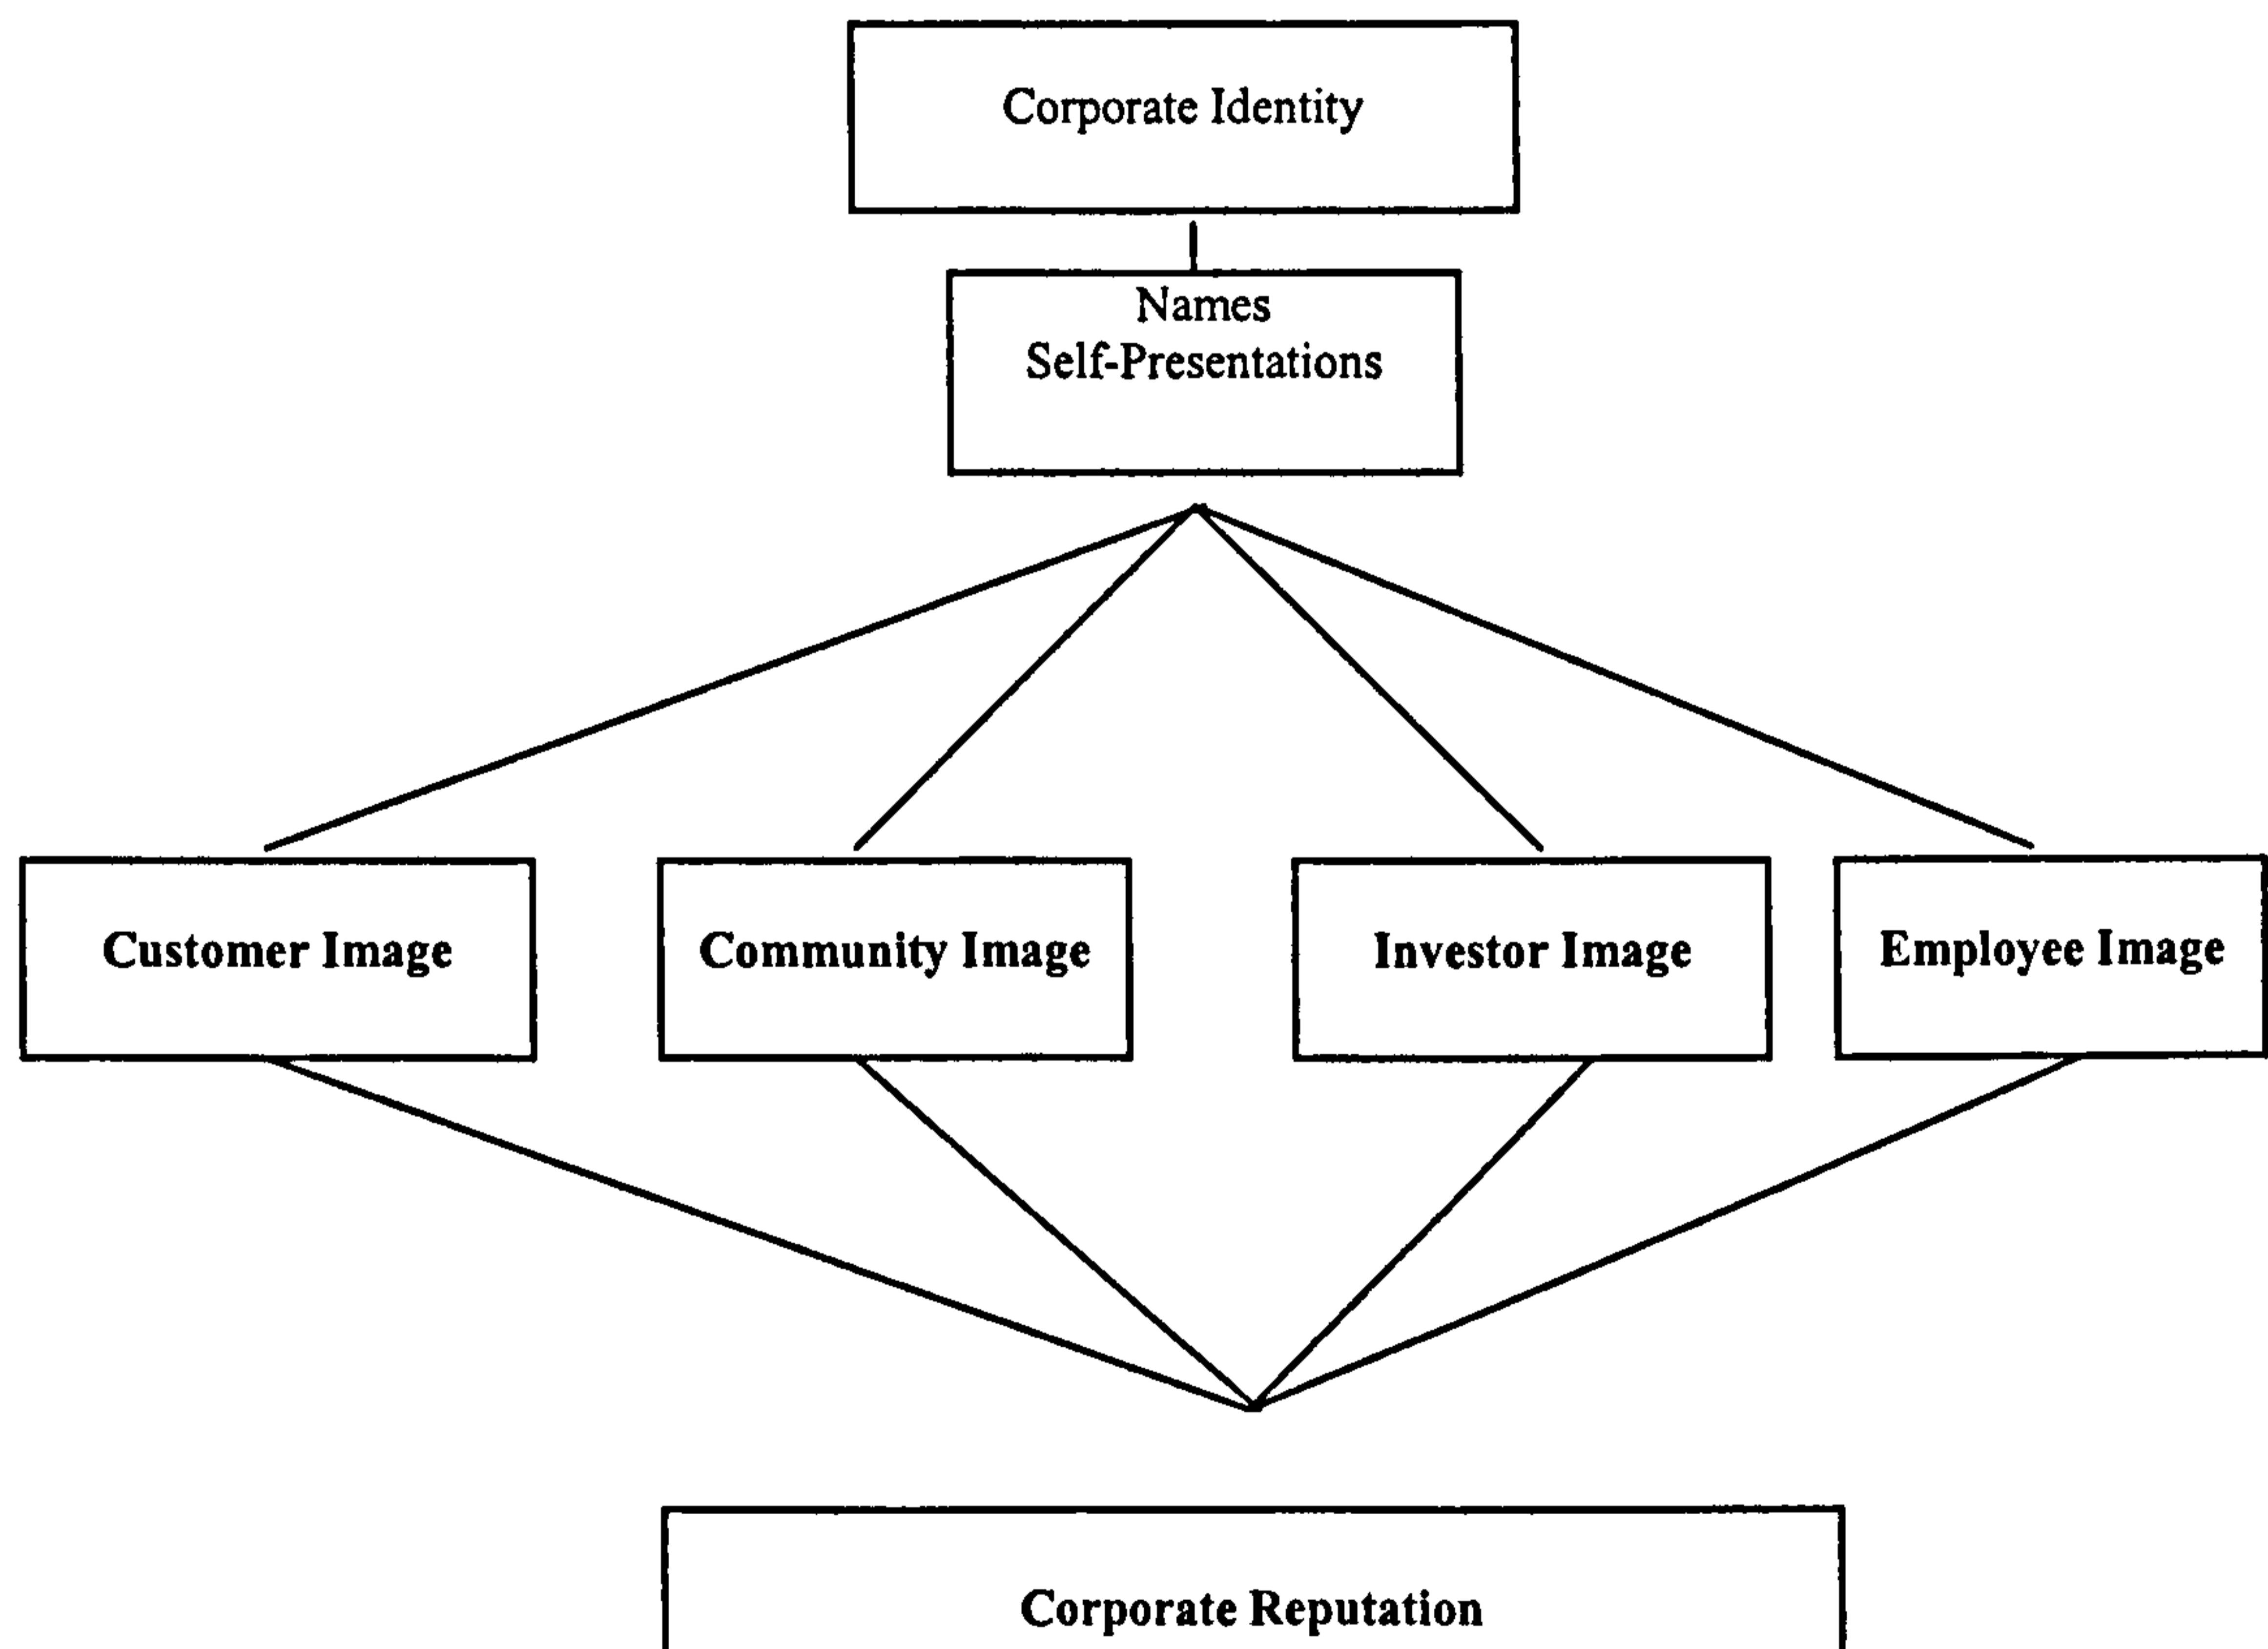 Corporate Identity
Names
Self-Presentations
Customer Image
Community Image
Investor Image
Employee Image
Corporate Reputation